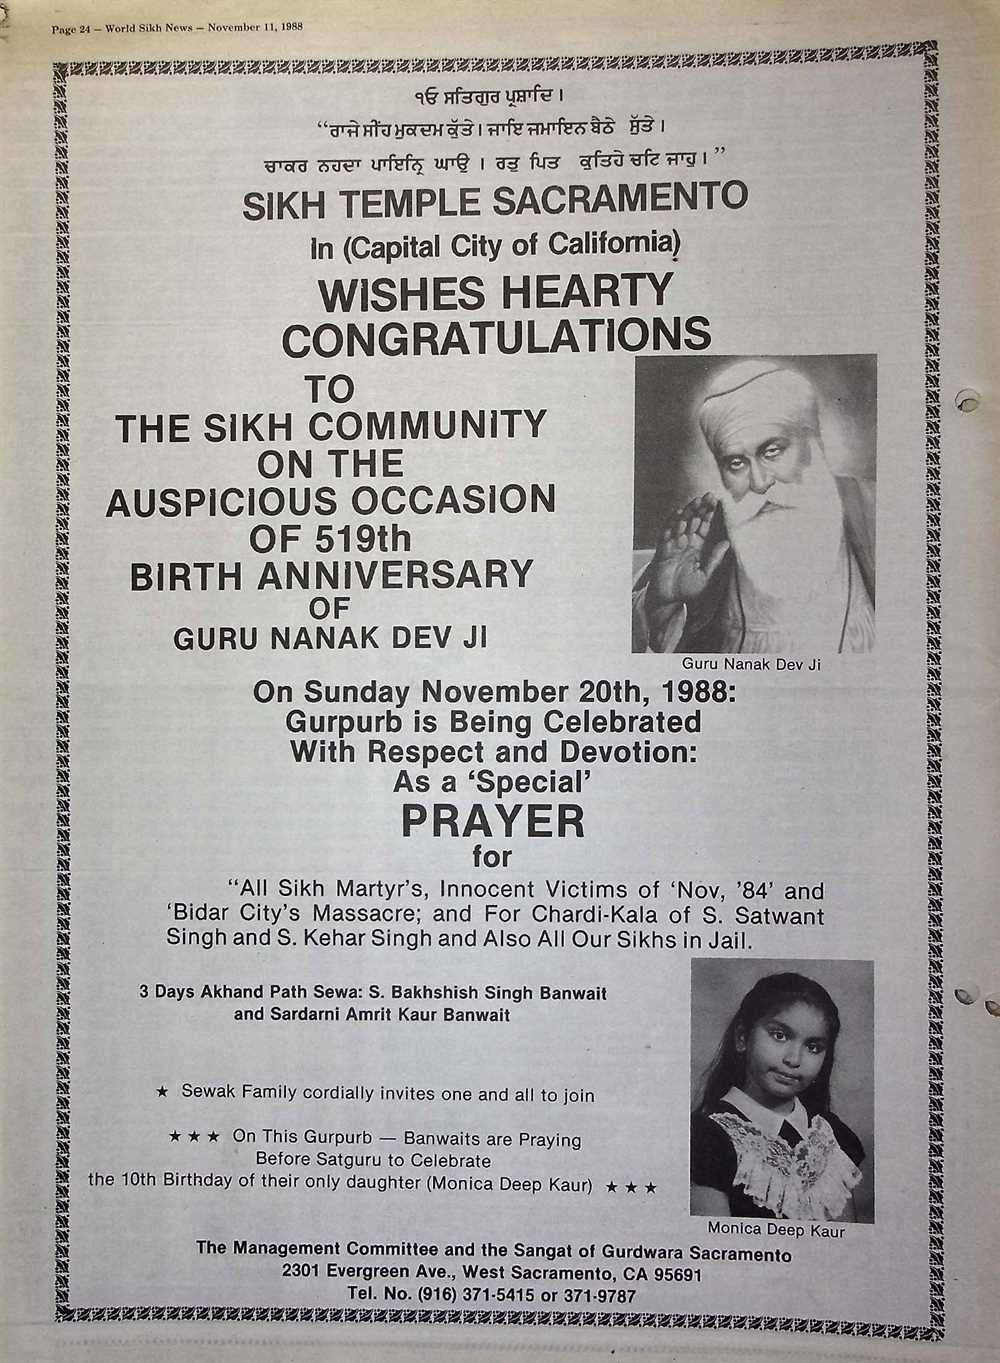 Page 24 — World Sikh News — November 11, 1988
੧ਓ ਸਤਿਗੁਰ ਪ੍ਰਸ਼ਾਦਿ।
“ਰਾਜੇ ਸੀਂਹ ਮੁਕਦਮ ਕੁੱਤੇ। ਜਾਇ ਜਮਾਇਨ ਬੈਠੇ ਸੁੱਤੇ।
ਚਾਕਰ ਨਹਦਾ ਪਾਇਨ੍ਹਿ ਘਾਉ । ਰਤੁ ਪਿਤ ਕੁਤਿਹੇ ਚਟਿ ਜਾਹੁ।”
SIKH TEMPLE SACRAMENTO
In (Capital City of California)
WISHES HEARTY
CONGRATULATIONS
TO
THE SIKH COMMUNITY
ON THE
AUSPICIOUS OCCASION
OF 519th
BIRTH ANNIVERSARY
OF
GURU NANAK DEV JI
Guru Nanak Dev Ji
On Sunday November 20th, 1988:
Gurpurb is Being Celebrated
With Respect and Devotion:
As a ‘Special’
PRAYER
for
“All Sikh Martyr’s, Innocent Victims of ‘Nov, ’84’ and
‘Bidar City’s Massacre; and For Chardi-Kala of S. Satwant
Singh and S. Kehar Singh and Also All Our Sikhs in Jail.
3 Days Akhand Path Sewa: S. Bakhshish Singh Banwait
and Sardarni Amrit Kaur Banwait
★ Sewak Family cordially invites one and all to join
★ ★ ★ On This Gurpurb — Banwaits are Praying
Before Satguru to Celebrate
the 10th Birthday of their only daughter (Monica Deep Kaur) ★ ★ ★
Monica Deep Kaur
The Management Committee and the Sangat of Gurdwara Sacramento
2301 Evergreen Ave., West Sacramento, CA 95691
Tel. No. (916) 371-5415 or 371-9787